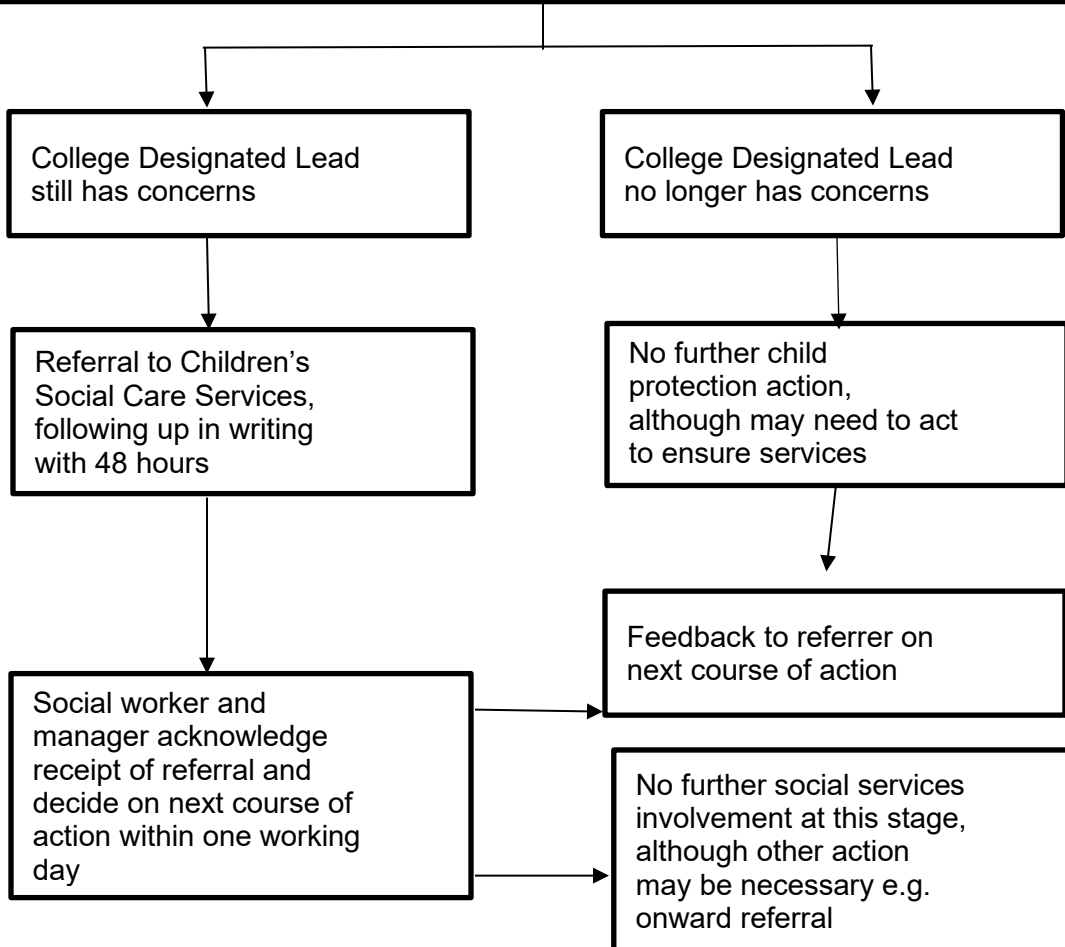 College Designated Lead
still has concerns
College Designated Lead
no longer has concerns
Referral to Children’s
Social Care Services,
following up in writing
with 48 hours
No further child
protection action,
although may need to act
to ensure services
Feedback to referrer on
next course of action
Social worker and
manager acknowledge
receipt of referral and
decide on next course of
action within one working
day
No further social services
involvement at this stage,
although other action
may be necessary e.g.
onward referral